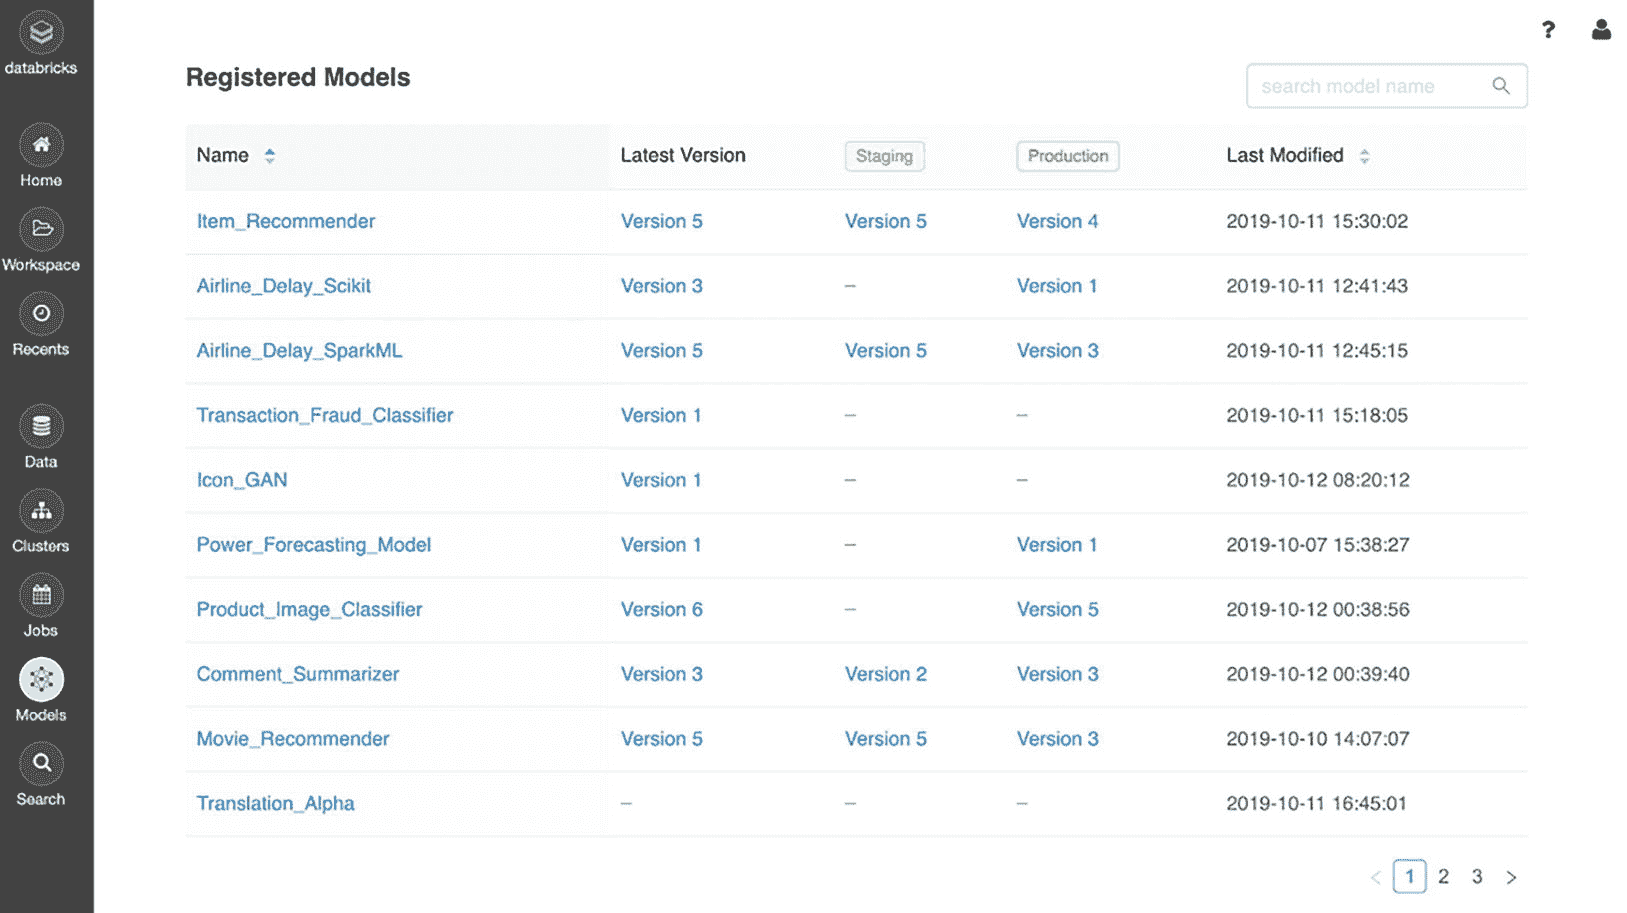 databricks
Home
Workspace
Recents
Data
Clusters
Jobs
Models
Search
?
Registered Models
search model name
Name Latest Version Staging Production Last Modified
Item_Recommender Version 5 Version 5 Version 4 2019-10-11 15:30:02
Airline_Delay_Scikit Version 3 – Version 1 2019-10-11 12:41:43
Airline_Delay_SparkML Version 5 Version 5 Version 3 2019-10-11 12:45:15
Transaction_Fraud_Classifier Version 1 – – 2019-10-11 15:18:05
Icon_GAN Version 1 – – 2019-10-12 08:20:12
Power_Forecasting_Model Version 1 – Version 1 2019-10-07 15:38:27
Product_Image_Classifier Version 6 – Version 5 2019-10-12 00:38:56
Comment_Summarizer Version 3 Version 2 Version 3 2019-10-12 00:39:40
Movie_Recommender Version 5 Version 5 Version 3 2019-10-10 14:07:07
Translation_Alpha – – – 2019-10-11 16:45:01
< 1 2 3 >